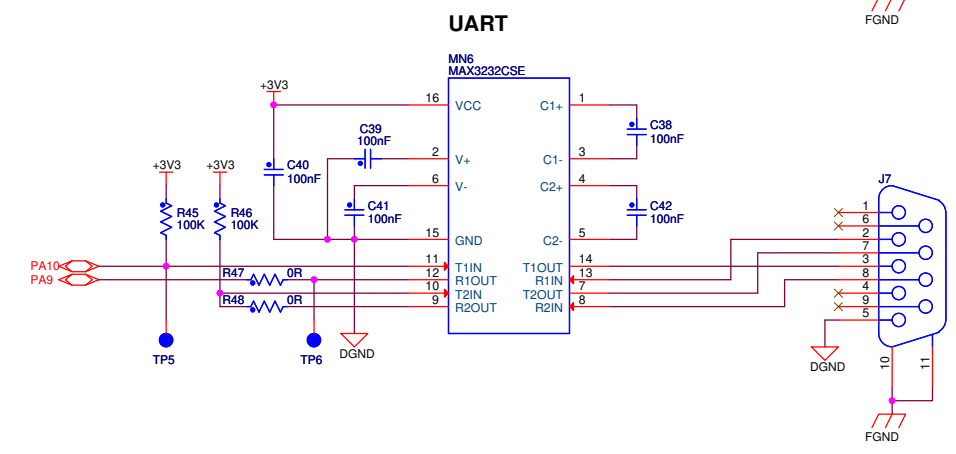 FGND
UART
MN6
MAX3232CSE
+3V3
16 VCC C1+ 1
C39
100nF
C38
100nF
2 V+ C1- 3
+3V3 +3V3
C40
100nF
6 V- C2+ 4
J7
R45
100K
R46
100K
C41
100nF
C42
100nF
1
6
15 GND C2- 5
2
7
PA10 11 T1IN T1OUT 14
3
PA9 R47 0R 12 R1OUT R1IN 13
8
10 T2IN T2OUT 7
4
R48 0R 9 R2OUT R2IN 8
9
5
TP5 TP6 DGND DGND
10 11
FGND